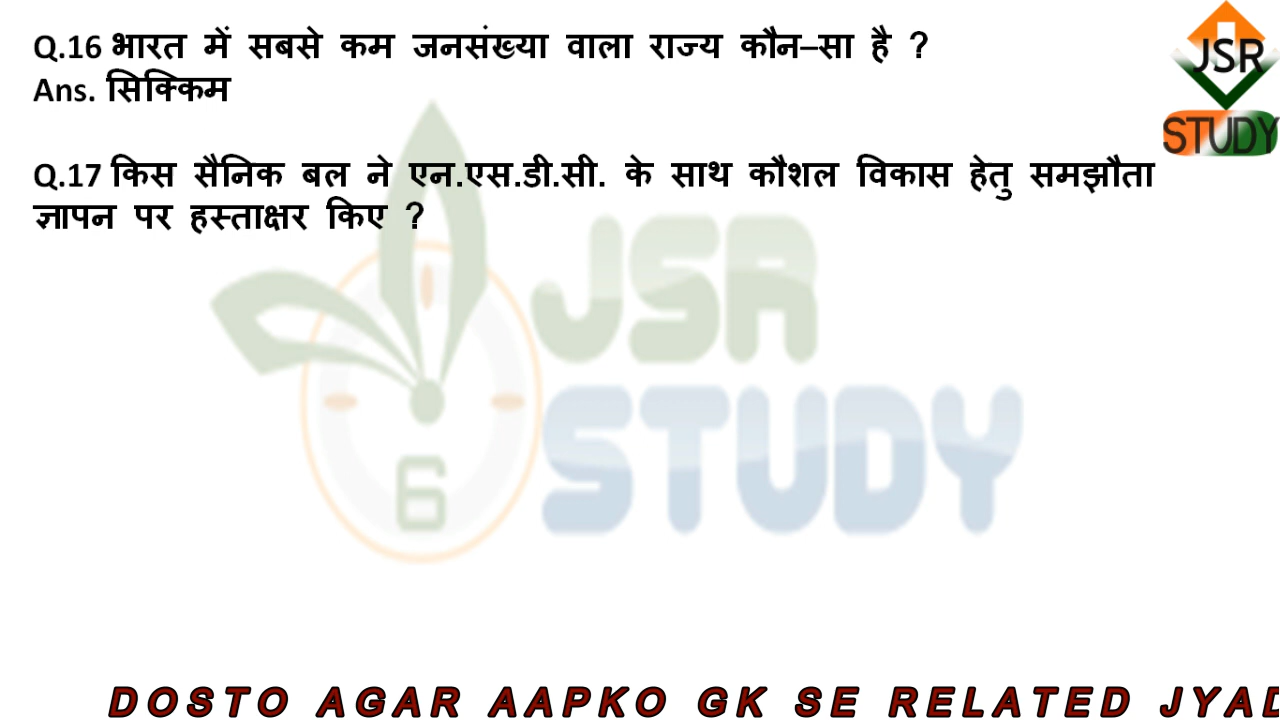 Q.16 भारत में सबसे कम जनसंख्या वाला राज्य कौन–सा है ?
Ans. सिक्किम
JSR
STUDY
Q.17 किस सैनिक बल ने एन.एस.डी.सी. के साथ कौशल विकास हेतु समझौता
ज्ञापन पर हस्ताक्षर किए ?
JSR
STUDY
6
DOSTO AGAR AAPKO GK SE RELATED JYAD